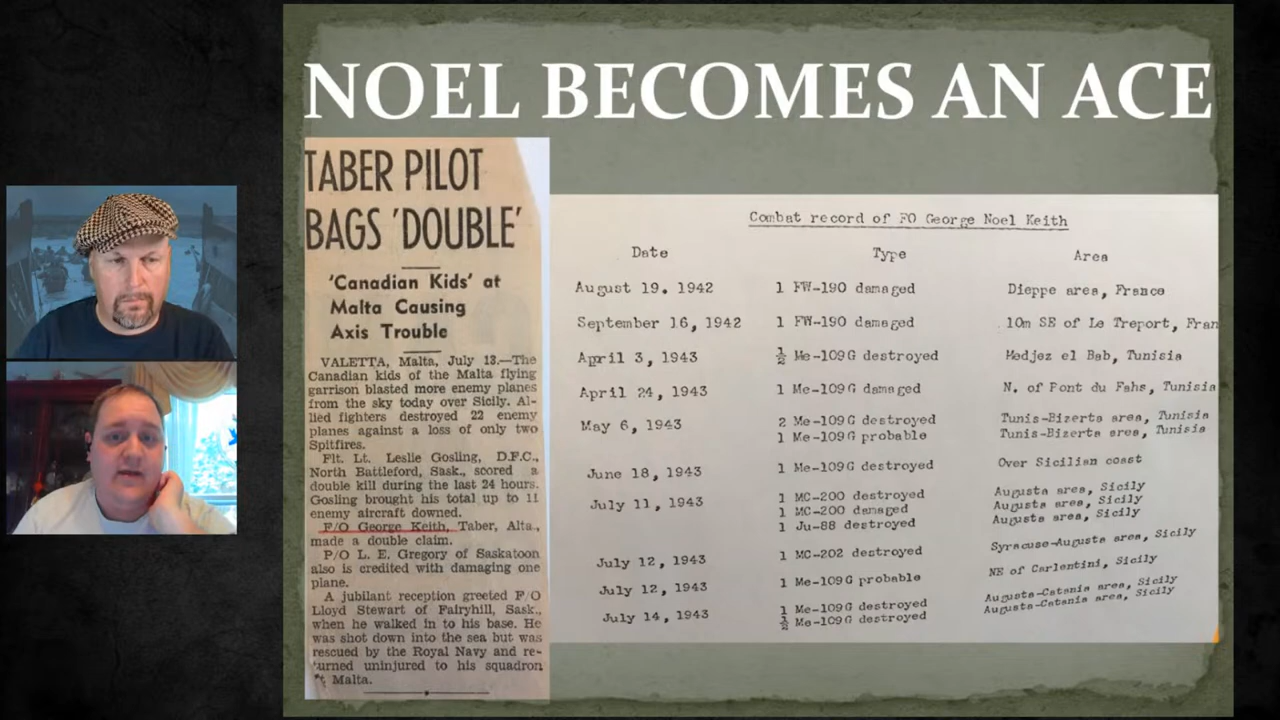 NOEL BECOMES AN ACE
TABER PILOT
BAGS 'DOUBLE'
'Canadian Kids' at
Malta Causing
Axis Trouble
VALETTA, Malta, July 13.—The
Canadian kids of the Malta flying
garrison blasted more enemy planes
from the sky today over Sicily. Al-
lied fighters destroyed 22 enemy
planes against a loss of only two
Spitfires.
Flt. Lt. Leslie Gosling, D.F.C.,
North Battleford, Sask., scored a
double kill during the last 24 hours.
Gosling brought his total up to 11
enemy aircraft downed.
F/O George Keith, Taber, Alta.,
made a double claim.
P/O L. E. Gregory of Saskatoon
also is credited with damaging one
plane.
A jubilant reception greeted F/O
Lloyd Stewart of Fairyhill, Sask.,
when he walked in to his base. He
was shot down into the sea but was
rescued by the Royal Navy and re-
turned uninjured to his squadron
at Malta.
Combat record of FO George Noel Keith
Date Type Area
August 19. 1942 1 FW-190 damaged Dieppe area, France
September 16, 1942 1 FW-190 damaged 10m SE of Le Treport, Fran
April 3, 1943 ½ Me-109G destroyed Medjez el Bab, Tunisia
April 24, 1943 1 Me-109G damaged N. of Pont du Fahs, Tunisia
May 6, 1943 2 Me-109G destroyed Tunis-Bizerta area, Tunisia
1 Me-109G probable Tunis-Bizerta area, Tunisia
June 18, 1943 1 Me-109G destroyed Over Sicilian coast
July 11, 1943 1 MC-200 destroyed Augusta area, Sicily
1 MC-200 damaged Augusta area, Sicily
1 Ju-88 destroyed Augusta area, Sicily
July 12, 1943 1 MC-202 destroyed Syracuse-Augusta area, Sicily
July 12, 1943 1 Me-109G probable NE of Carlentini, Sicily
July 14, 1943 1 Me-109G destroyed Augusta-Catania area, Sicily
½ Me-109G destroyed Augusta-Catania area, Sicily